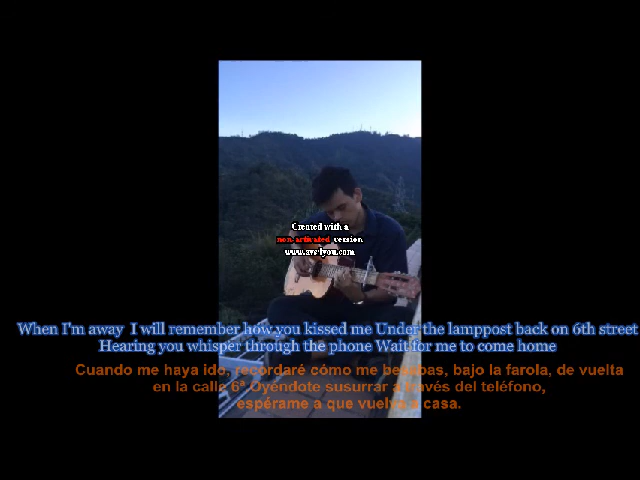 Created with a
non-activated version
www.avs4you.com
When I'm away I will remember how you kissed me Under the lamppost back on 6th street
Hearing you whisper through the phone Wait for me to come home
Cuando me haya ido, recordaré cómo me besabas, bajo la farola, de vuelta
en la calle 6ª Oyéndote susurrar a través del teléfono,
espérame a que vuelva a casa.